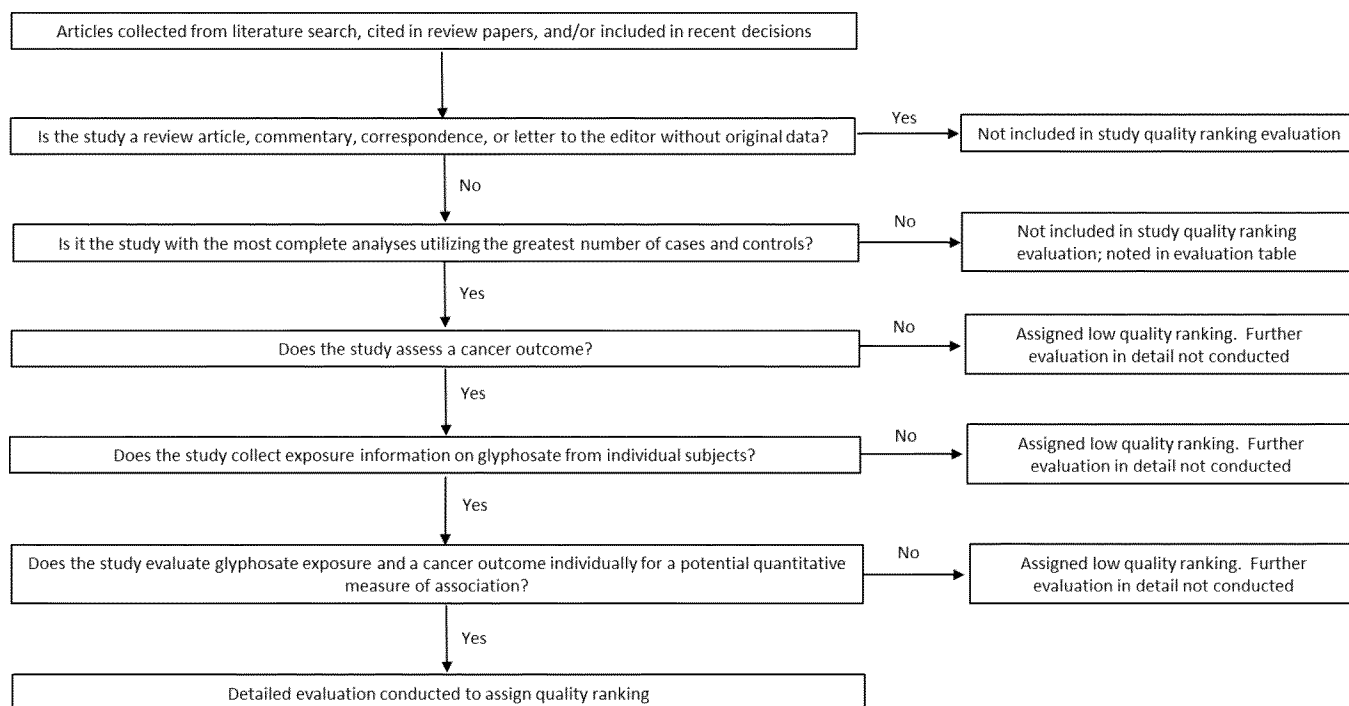 Articles collected from literature search, cited in review papers, and/or included in recent decisions
Is the study a review article, commentary, correspondence, or letter to the editor without original data?
Yes
Not included in study quality ranking evaluation
No
Is it the study with the most complete analyses utilizing the greatest number of cases and controls?
No
Not included in study quality ranking
evaluation; noted in evaluation table
Yes
Does the study assess a cancer outcome?
No
Assigned low quality ranking. Further
evaluation in detail not conducted
Yes
Does the study collect exposure information on glyphosate from individual subjects?
No
Assigned low quality ranking. Further
evaluation in detail not conducted
Yes
Does the study evaluate glyphosate exposure and a cancer outcome individually for a potential quantitative
measure of association?
No
Assigned low quality ranking. Further
evaluation in detail not conducted
Yes
Detailed evaluation conducted to assign quality ranking